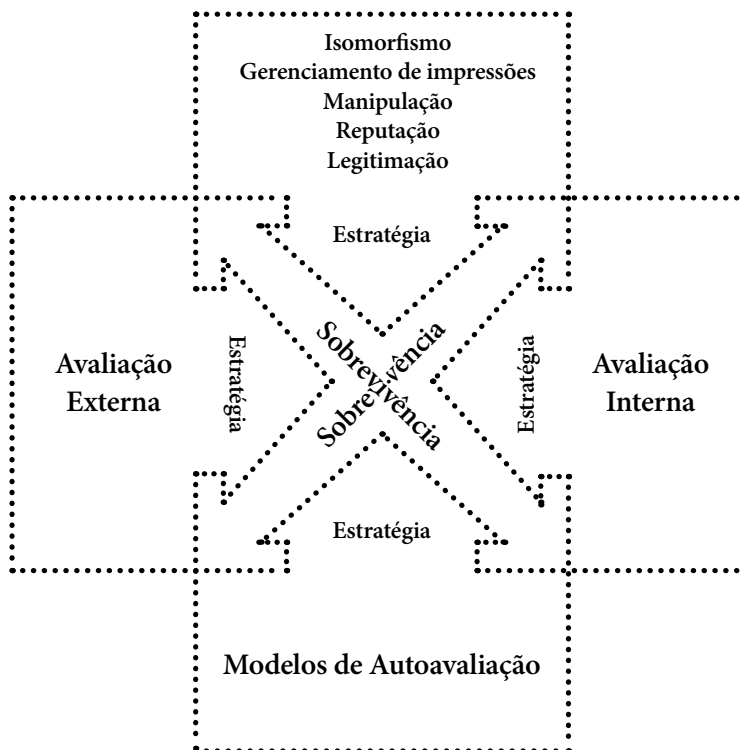 Isomorfismo
Gerenciamento de impressões
Manipulação
Reputação
Legitimação
Estratégia
Avaliação
Externa
Estratégia
Sobrevivência
Sobrevivência
Estratégia
Avaliação
Interna
Estratégia
Modelos de Autoavaliação